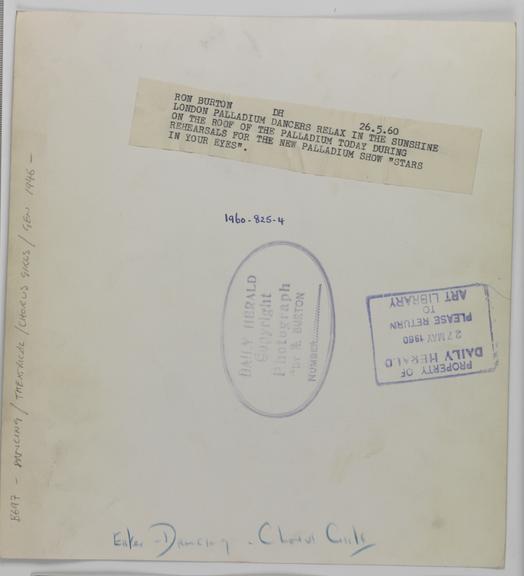 RON BURTON DH 26.5.60
LONDON PALLADIUM DANCERS RELAX IN THE SUNSHINE
ON THE ROOF OF THE PALLADIUM TODAY DURING
REHEARSALS FOR THE NEW PALLADIUM SHOW "STARS
IN YOUR EYES".
1960-825-4
DAILY HERALD
Copyright
Photograph
BY R. BURTON
NUMBER
PROPERTY OF
DAILY HERALD
27 MAY 1960
PLEASE RETURN
TO
ART LIBRARY
B697 - DANCING / THEATRICAL / CHORUS GIRLS / GEN 1946 -
Dancing - Chorus Girls